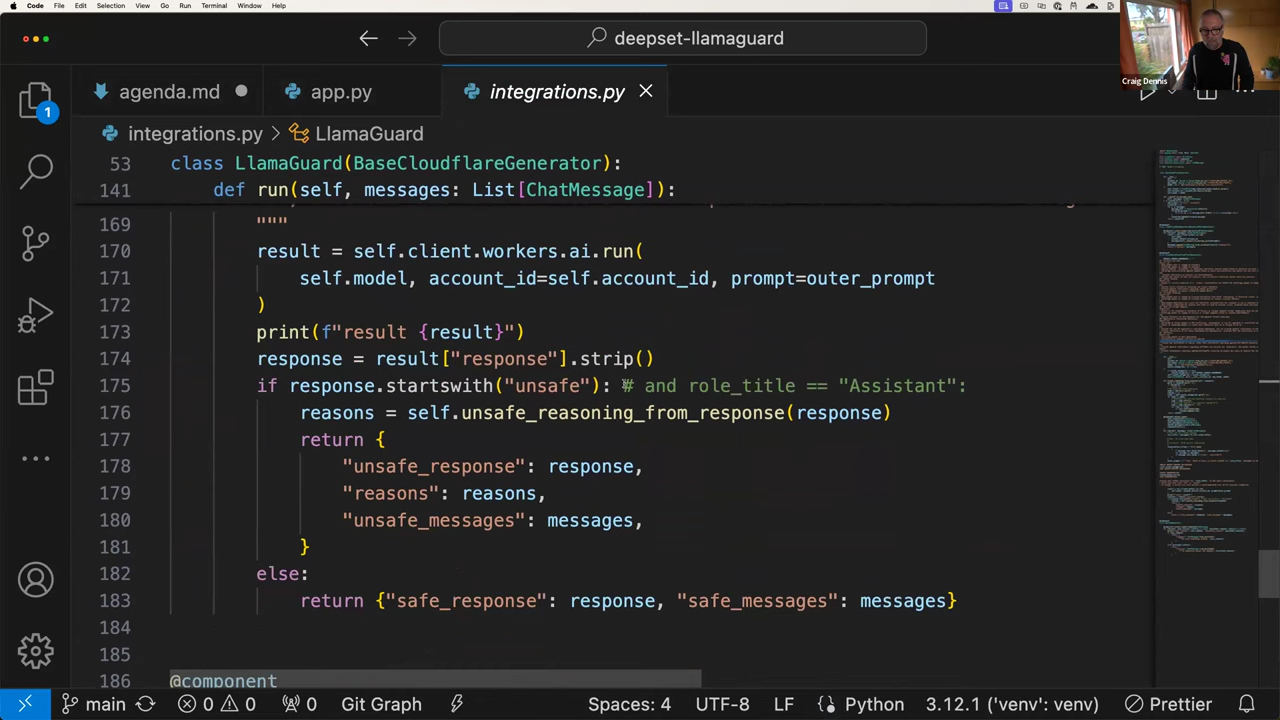 Code File Edit Selection View Go Run Terminal Window Help
deepset-llamaguard
Craig Dennis
1
agenda.md
app.py
integrations.py
integrations.py > LlamaGuard
53 class LlamaGuard(BaseCloudflareGenerator):
141 def run(self, messages: List[ChatMessage]):
169 """
170 result = self.client.workers.ai.run(
171 self.model, account_id=self.account_id, prompt=outer_prompt
172 )
173 print(f"result {result}")
174 response = result["response"].strip()
175 if response.startswith("unsafe"): # and role_title == "Assistant":
176 reasons = self.unsafe_reasoning_from_response(response)
177 return {
178 "unsafe_response": response,
179 "reasons": reasons,
180 "unsafe_messages": messages,
181 }
182 else:
183 return {"safe_response": response, "safe_messages": messages}
184
185
186 @component
main 0 0 0 Git Graph Spaces: 4 UTF-8 LF Python 3.12.1 ('venv': venv) Prettier